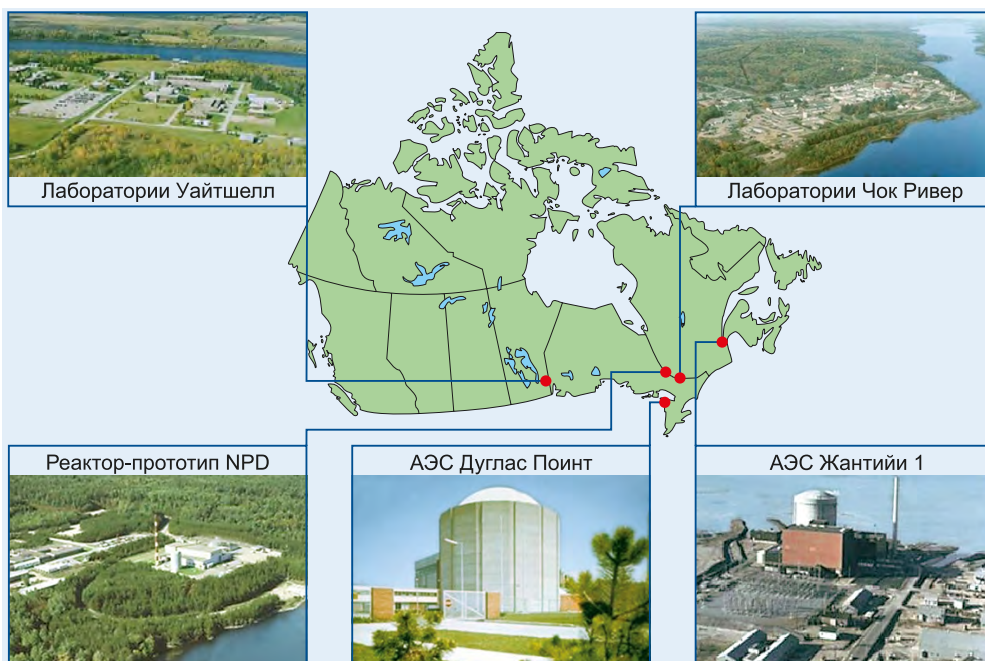 Лаборатории Уайтшелл
Лаборатории Чок Ривер
Реактор-прототип NPD
АЭС Дуглас Поинт
АЭС Жантийи 1